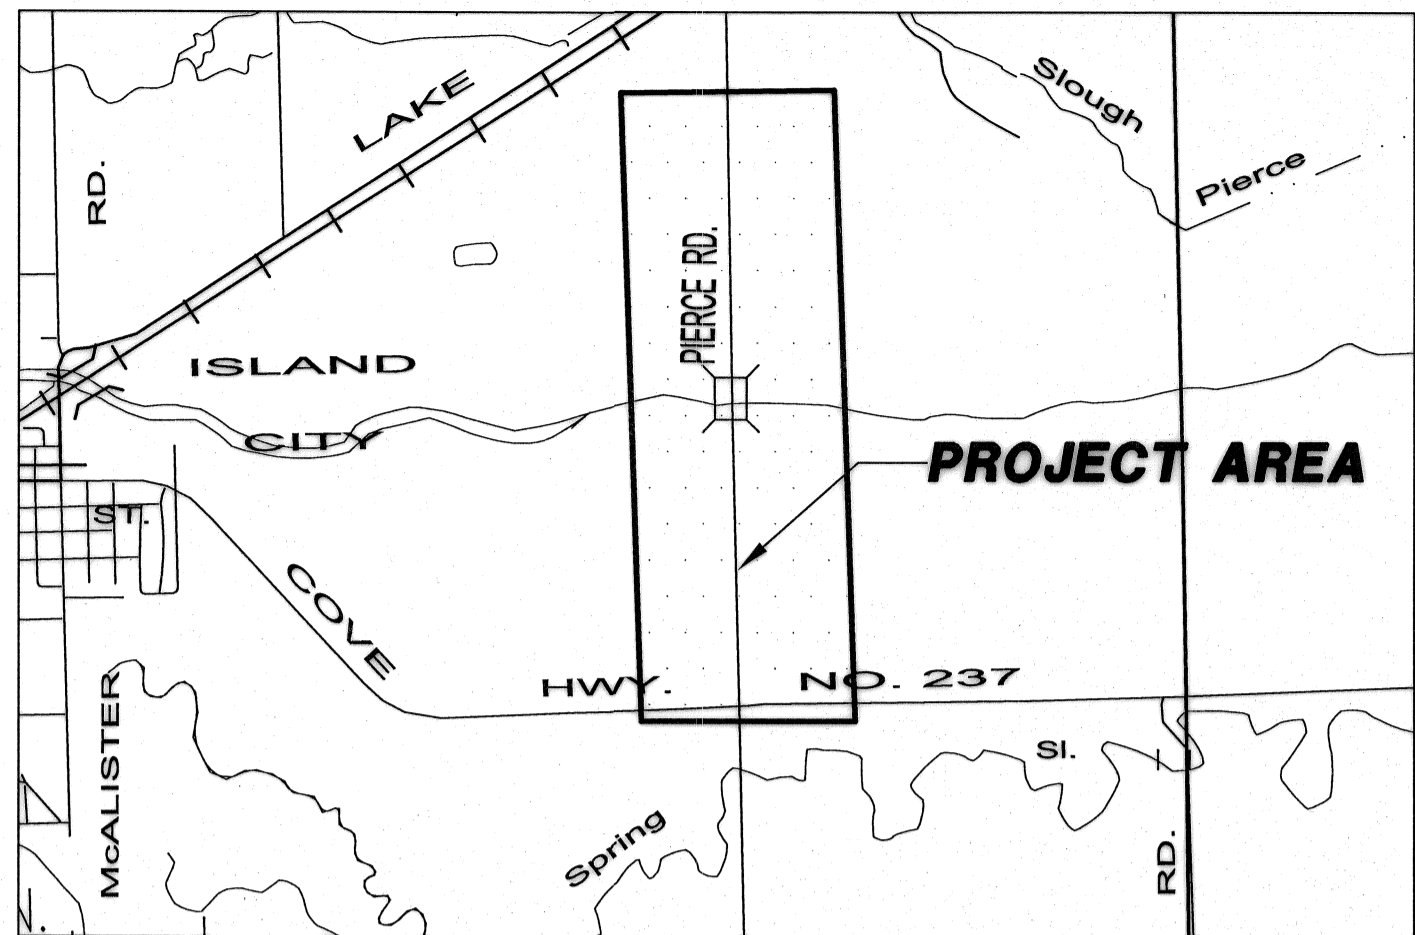 Slough
LAKE
Pierce
RD.
PIERCE RD.
ISLAND
CITY
PROJECT AREA
ST.
COVE
HWY. NO. 237
McALISTER
Sl.
Spring
RD.